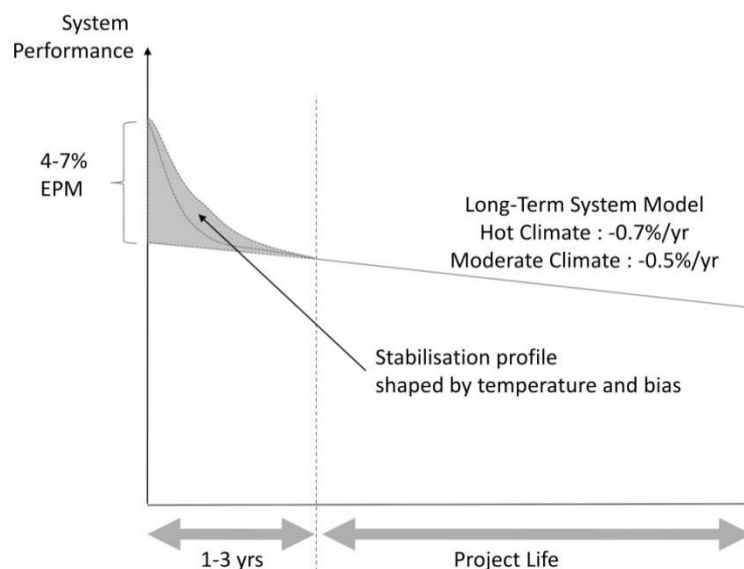 System
Performance
4-7%
EPM
Long-Term System Model
Hot Climate : -0.7%/yr
Moderate Climate : -0.5%/yr
Stabilisation profile
shaped by temperature and bias
1-3 yrs
Project Life